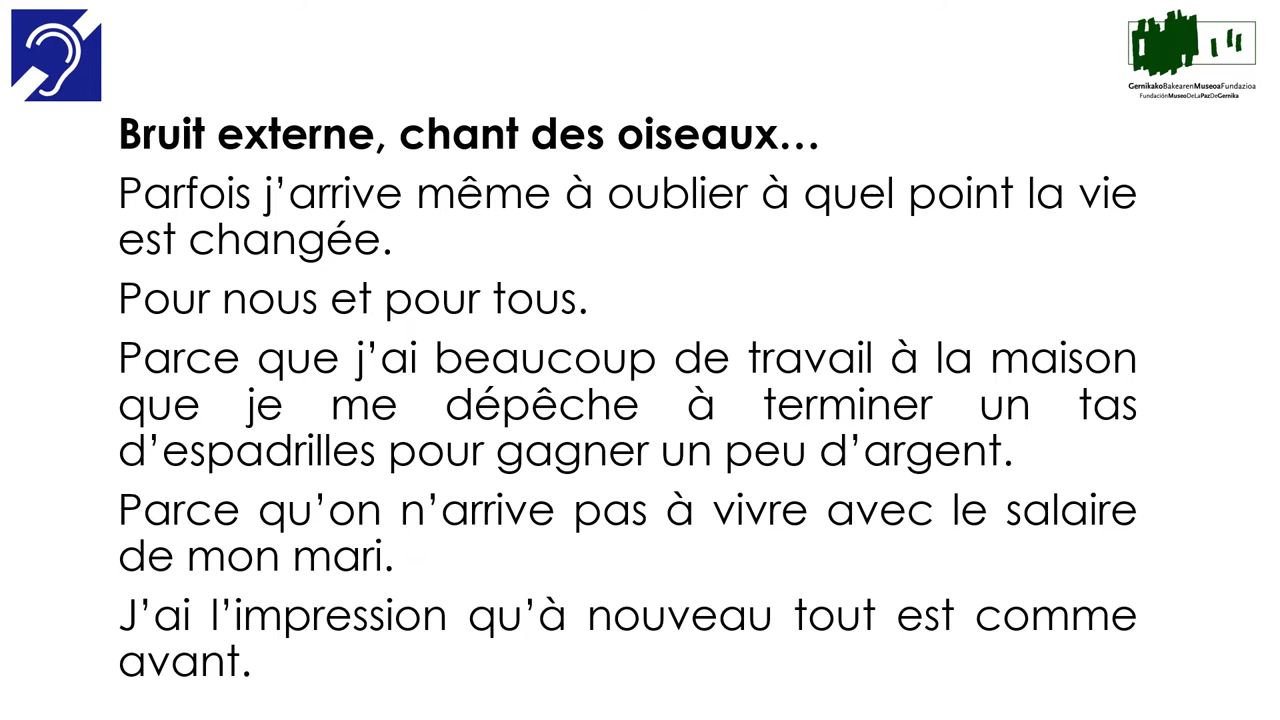 GernikakoBakearenMuseoaFundazioa
FundaciónMuseoDeLaPazDeGernika
Bruit externe, chant des oiseaux…
Parfois j’arrive même à oublier à quel point la vie
est changée.
Pour nous et pour tous.
Parce que j’ai beaucoup de travail à la maison
que je me dépêche à terminer un tas
d’espadrilles pour gagner un peu d’argent.
Parce qu’on n’arrive pas à vivre avec le salaire
de mon mari.
J’ai l’impression qu’à nouveau tout est comme
avant.